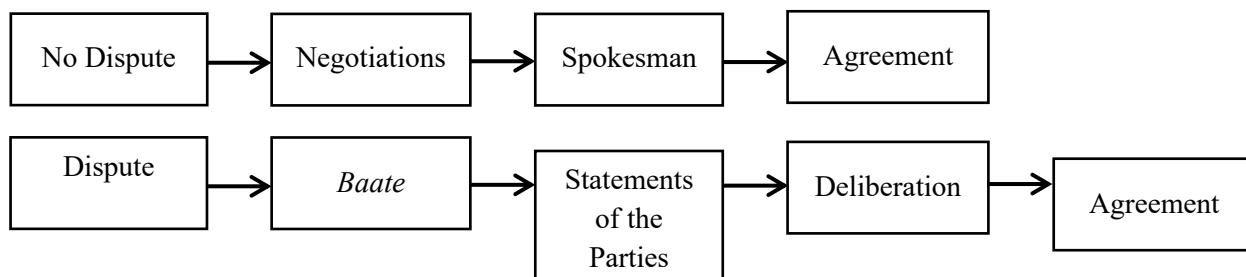 No Dispute
Negotiations
Spokesman
Agreement
Dispute
Baate
Statements
of the
Parties
Deliberation
Agreement